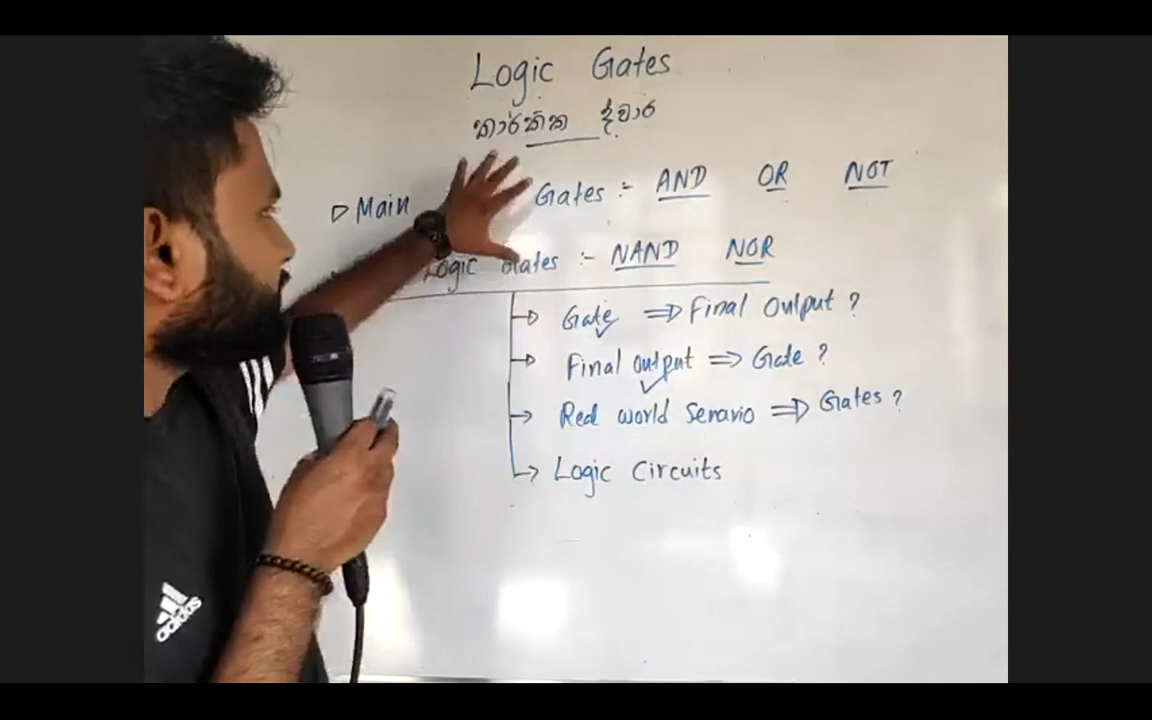 Logic Gates
තාර්කික ද්වාර
▷ Main Gates :- AND OR NOT
Logic Gates :- NAND NOR
→ Gate ⇒ Final Output ?
→ Final output ⇒ Gate ?
→ Real world Senario ⇒ Gates ?
→ Logic Circuits
adidas